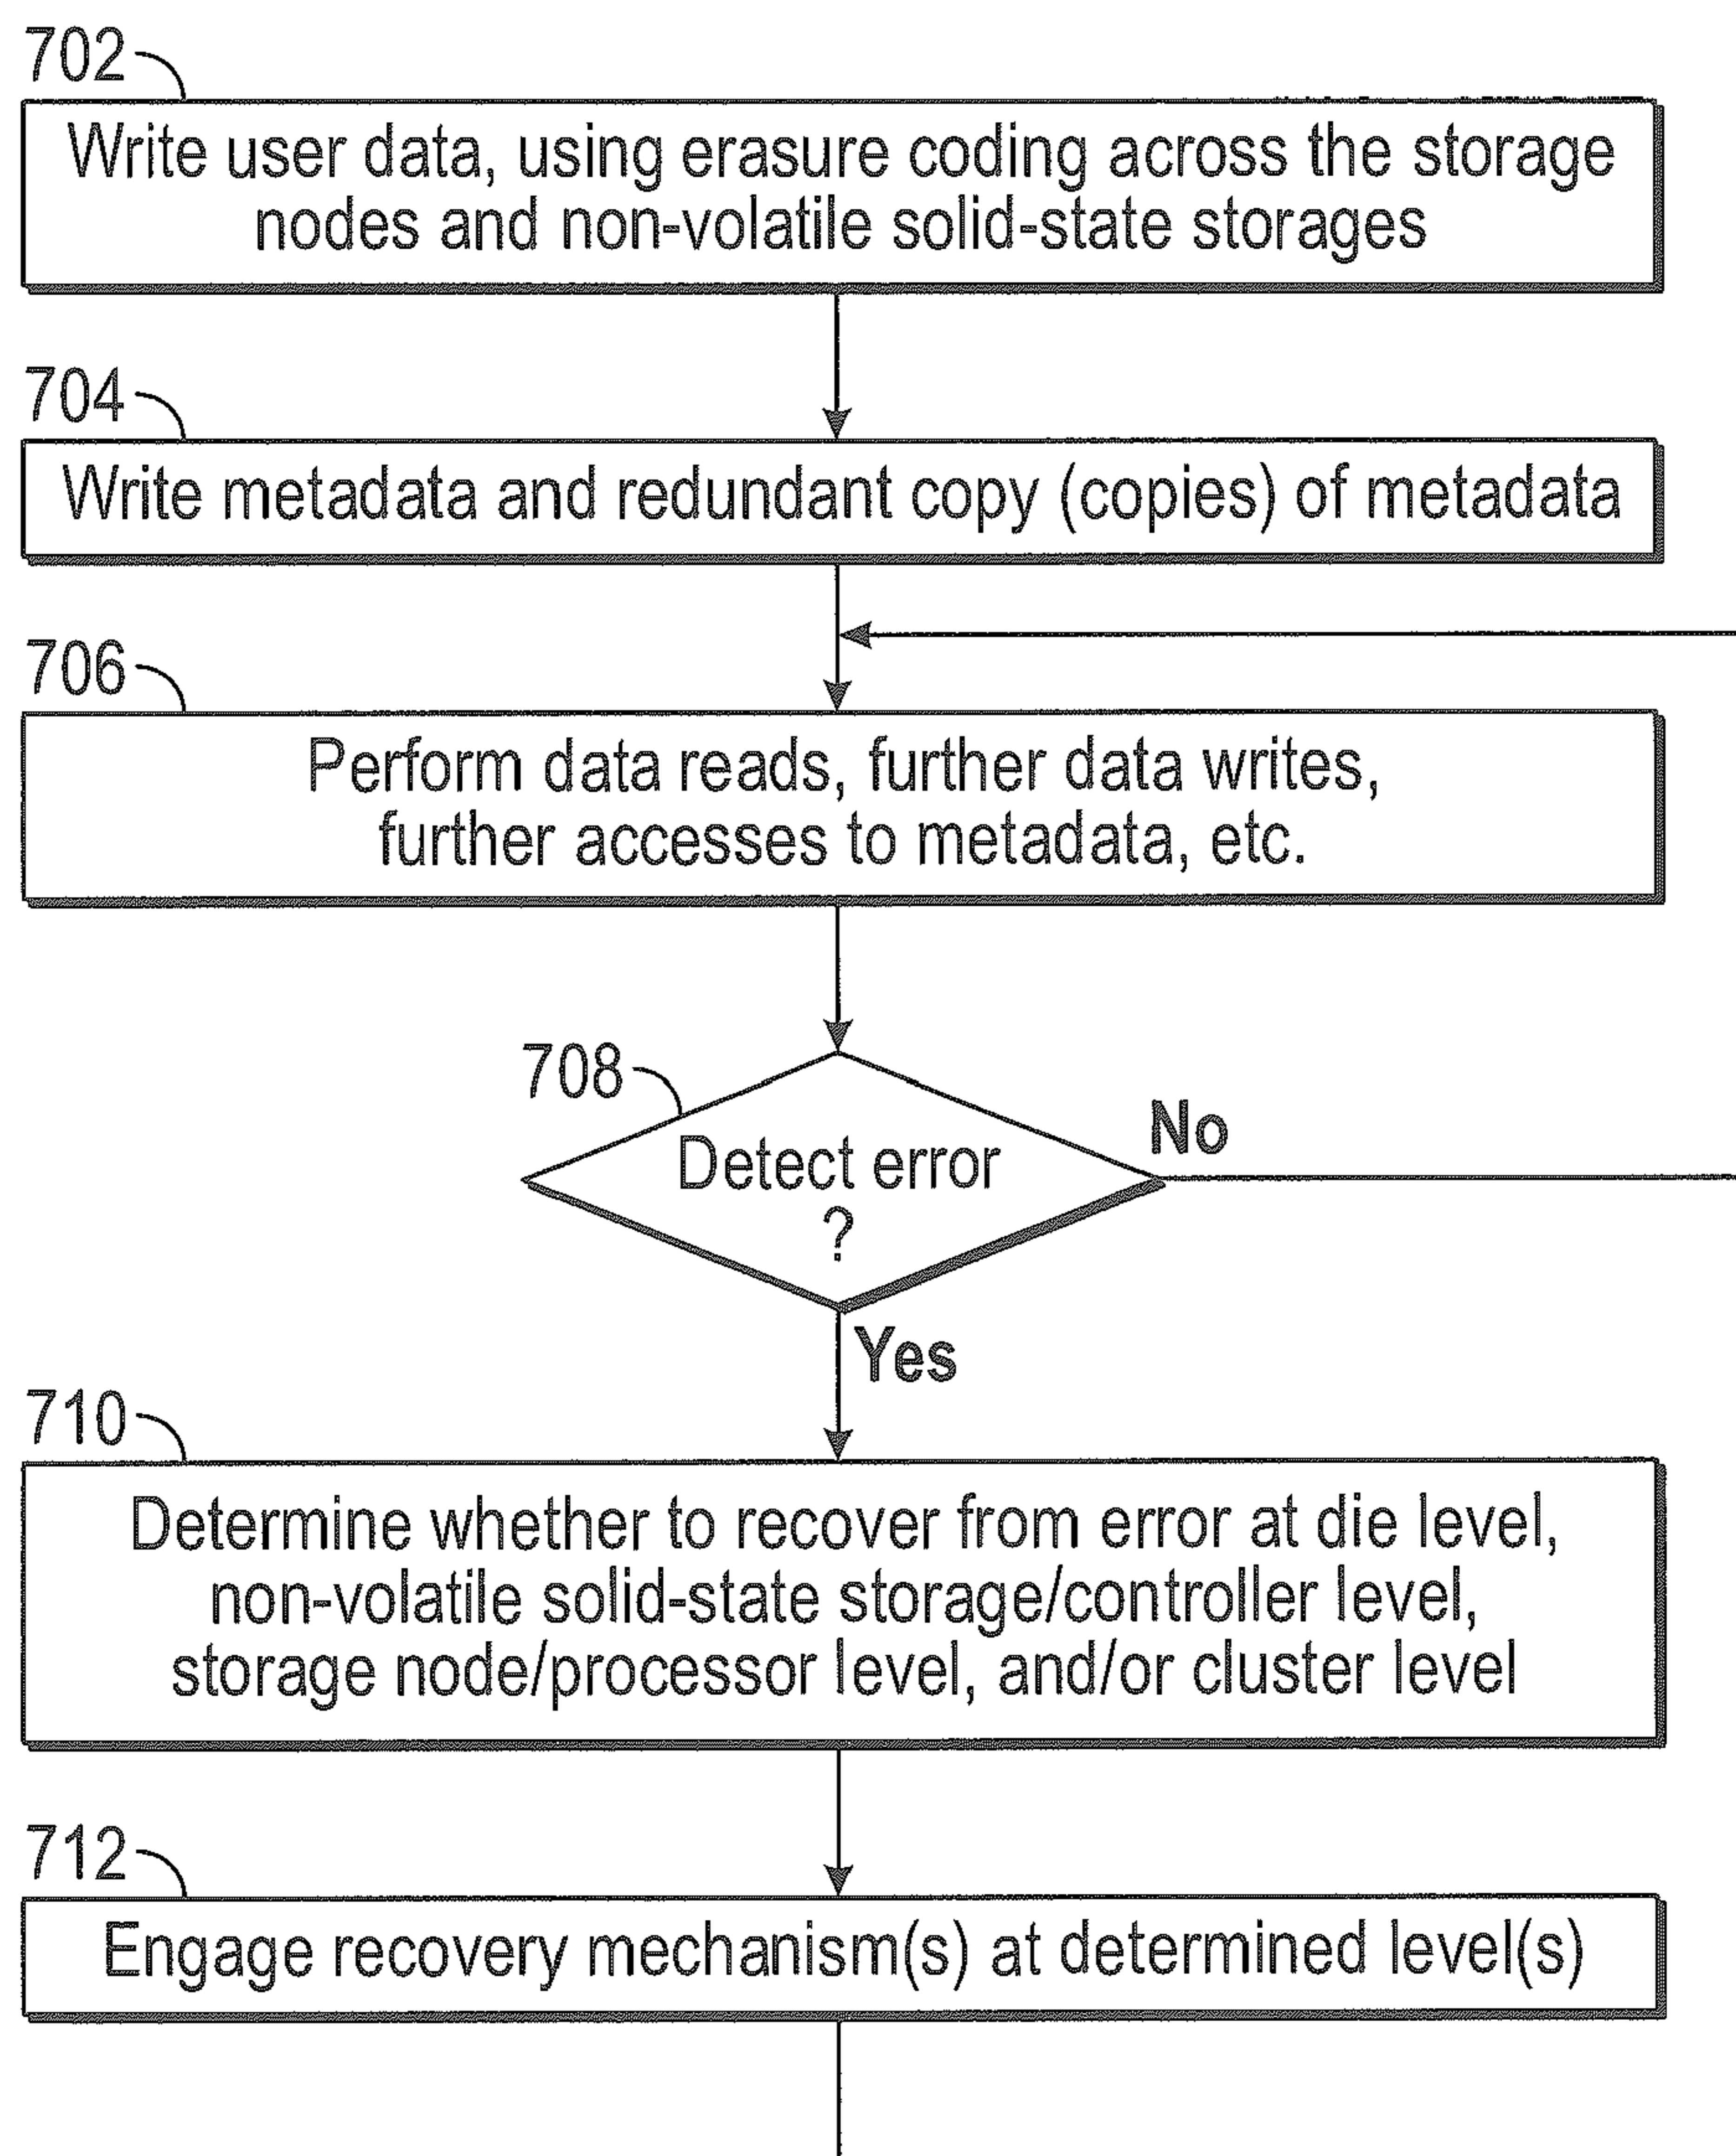 702
Write user data, using erasure coding across the storage
nodes and non-volatile solid-state storages
704
Write metadata and redundant copy (copies) of metadata
706
Perform data reads, further data writes,
further accesses to metadata, etc.
708
Detect error
?
No
Yes
710
Determine whether to recover from error at die level,
non-volatile solid-state storage/controller level,
storage node/processor level, and/or cluster level
712
Engage recovery mechanism(s) at determined level(s)